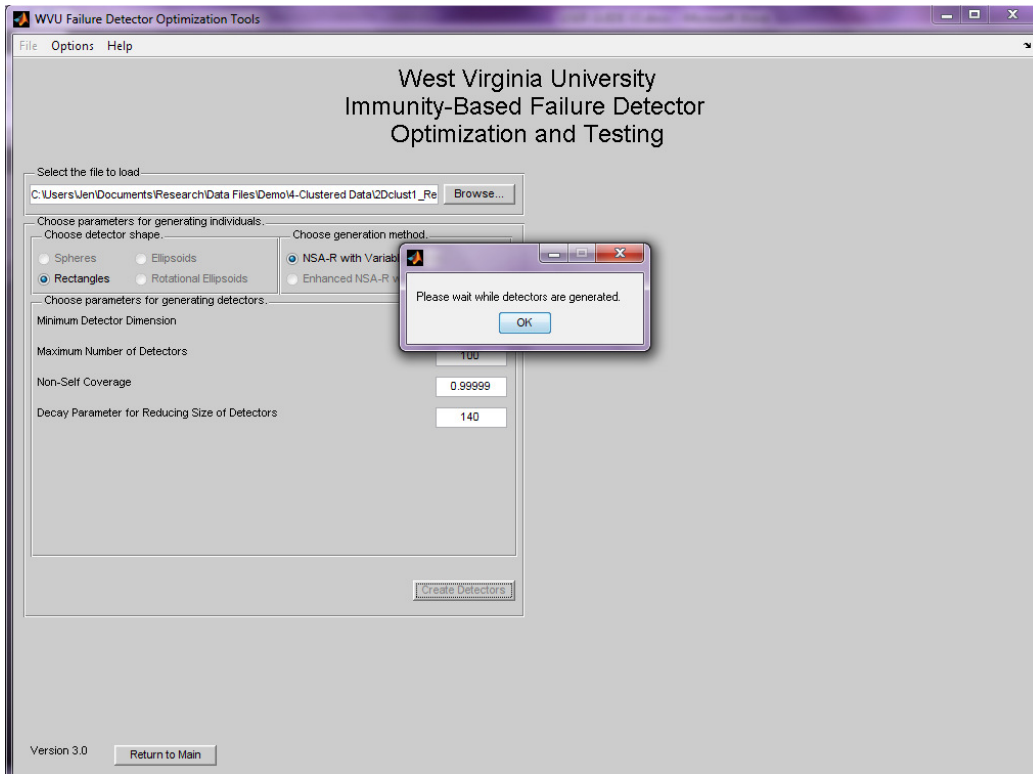 WVU Failure Detector Optimization Tools
File Options Help
West Virginia University
Immunity-Based Failure Detector
Optimization and Testing
Select the file to load
C:\Users\Jen\Documents\Research\Data Files\Demo\4-Clustered Data\2Dclust1_Re Browse...
Choose parameters for generating individuals.
Choose detector shape. Choose generation method.
Spheres Ellipsoids NSA-R with Variabl
Rectangles Rotational Ellipsoids Enhanced NSA-R w
Please wait while detectors are generated.
OK
Choose parameters for generating detectors.
Minimum Detector Dimension
Maximum Number of Detectors 100
Non-Self Coverage 0.99999
Decay Parameter for Reducing Size of Detectors 140
Create Detectors
Version 3.0 Return to Main